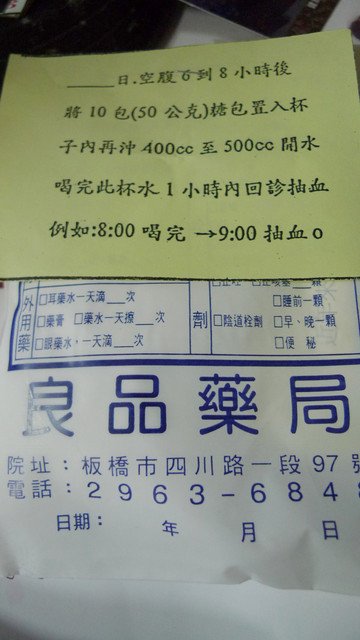 _____日.空腹6到8小時後
將10包(50公克)糖包置入杯
子內再沖400cc至500cc開水
喝完此杯水1小時內回診抽血
例如:8:00喝完→9:00抽血o
外用藥
□耳藥水一天滴___次
□藥膏 □藥水一天擦___次
□眼藥水,一天滴___次
劑
□睡前一顆
□陰道栓劑 □早、晚一顆
□便 秘
良品藥局
院址:板橋市四川路一段97號
電話:2963-684
日期: 年 月 日